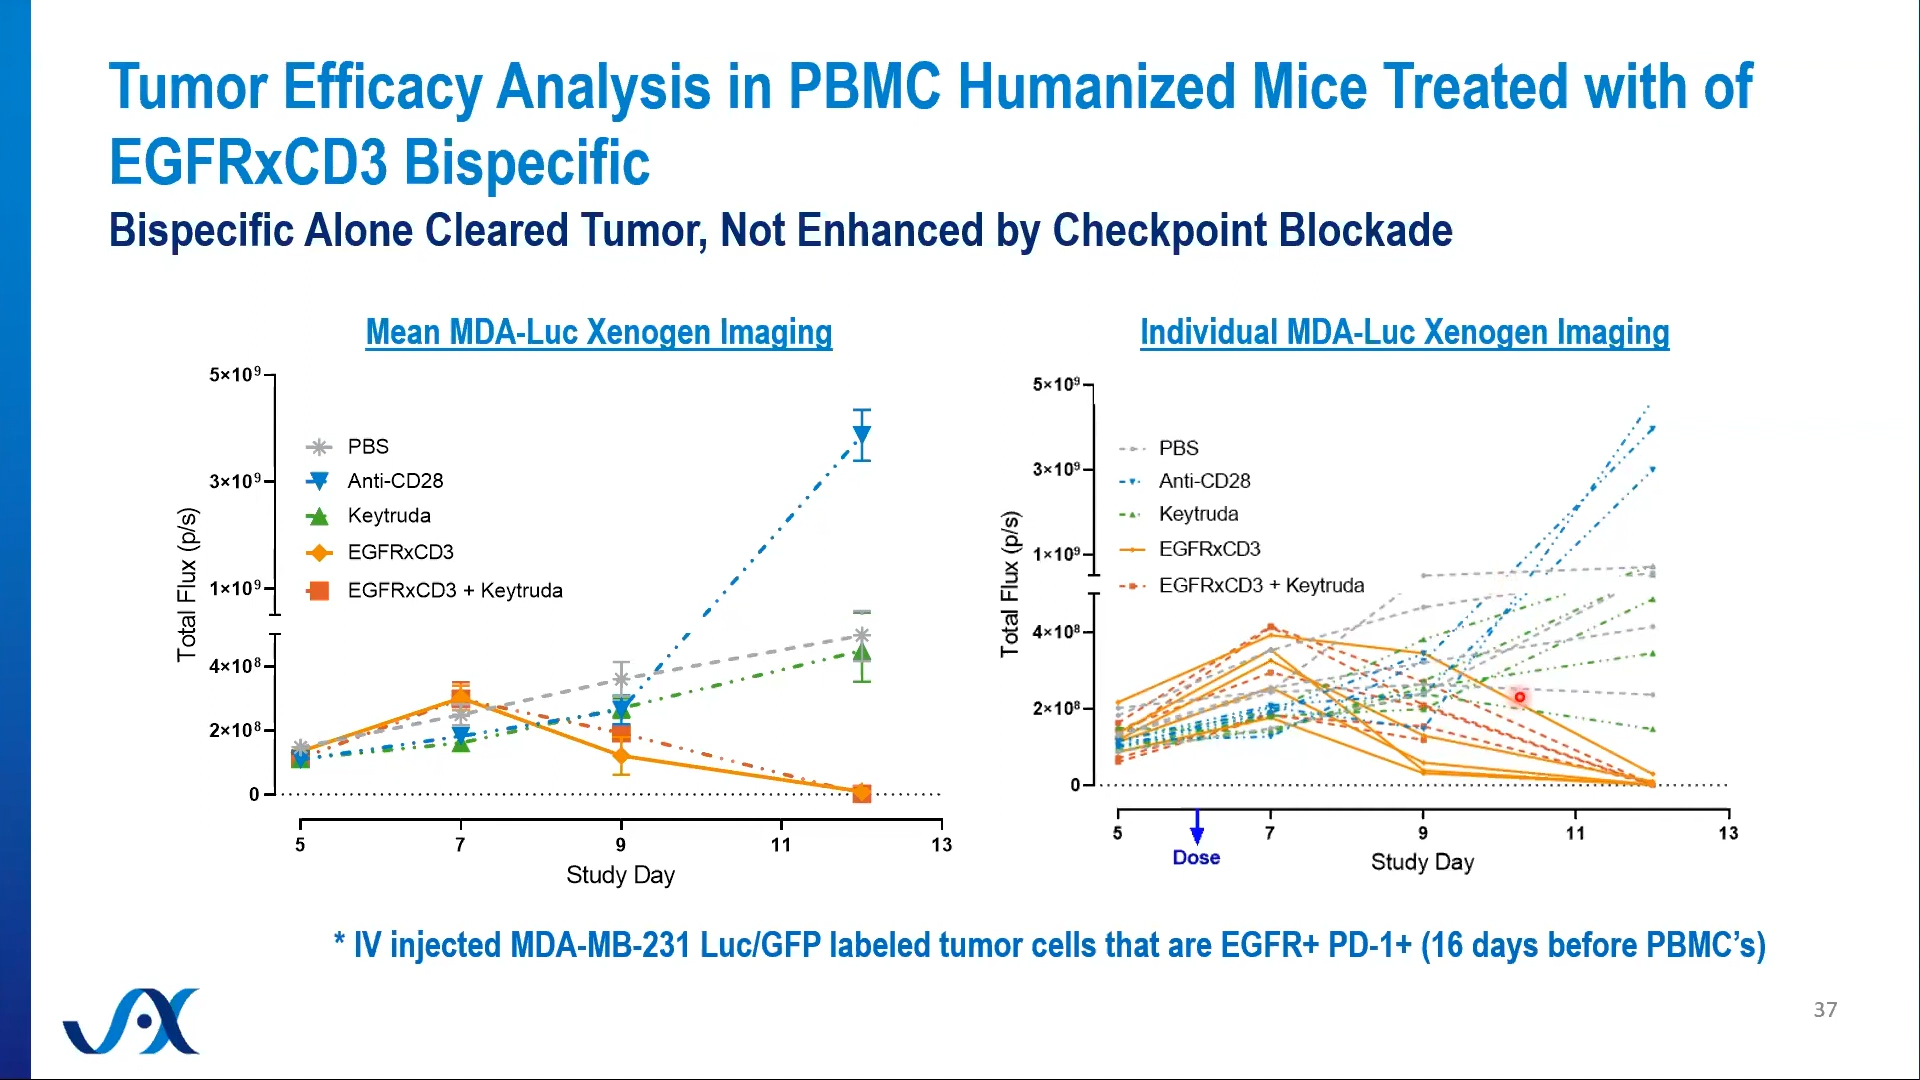 Tumor Efficacy Analysis in PBMC Humanized Mice Treated with of
EGFRxCD3 Bispecific
Bispecific Alone Cleared Tumor, Not Enhanced by Checkpoint Blockade
Mean MDA-Luc Xenogen Imaging
5×10⁹
3×10⁹
1×10⁹
4×10⁸
2×10⁸
0
Total Flux (p/s)
PBS
Anti-CD28
Keytruda
EGFRxCD3
EGFRxCD3 + Keytruda
5 7 9 11 13
Study Day
Individual MDA-Luc Xenogen Imaging
5×10⁹
3×10⁹
1×10⁹
4×10⁸
2×10⁸
0
Total Flux (p/s)
PBS
Anti-CD28
Keytruda
EGFRxCD3
EGFRxCD3 + Keytruda
5 7 9 11 13
Dose
Study Day
* IV injected MDA-MB-231 Luc/GFP labeled tumor cells that are EGFR+ PD-1+ (16 days before PBMC’s)
JAX
37